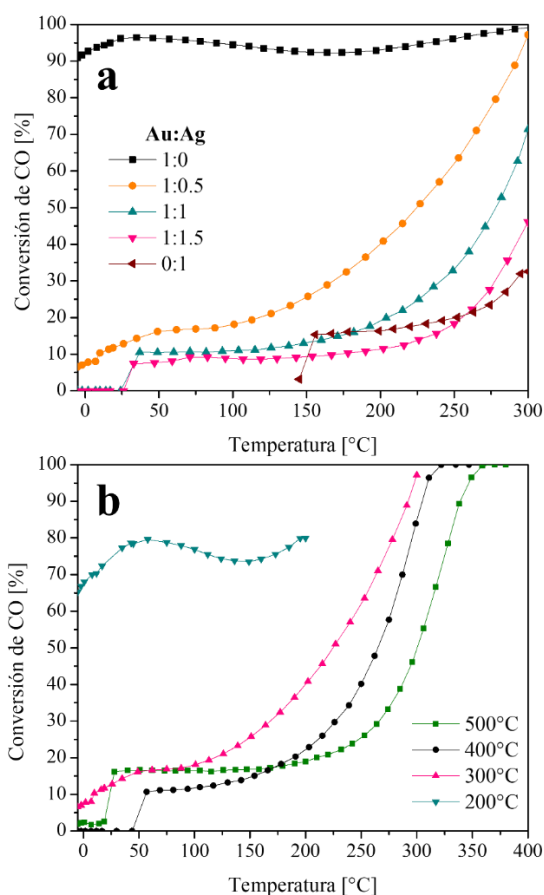 a
Conversión de CO [%]
100
90
80
70
60
50
40
30
20
10
0
Au:Ag
1:0
1:0.5
1:1
1:1.5
0:1
0 50 100 150 200 250 300
Temperatura [°C]
b
Conversión de CO [%]
100
90
80
70
60
50
40
30
20
10
0
500°C
400°C
300°C
200°C
0 50 100 150 200 250 300 350 400
Temperatura [°C]